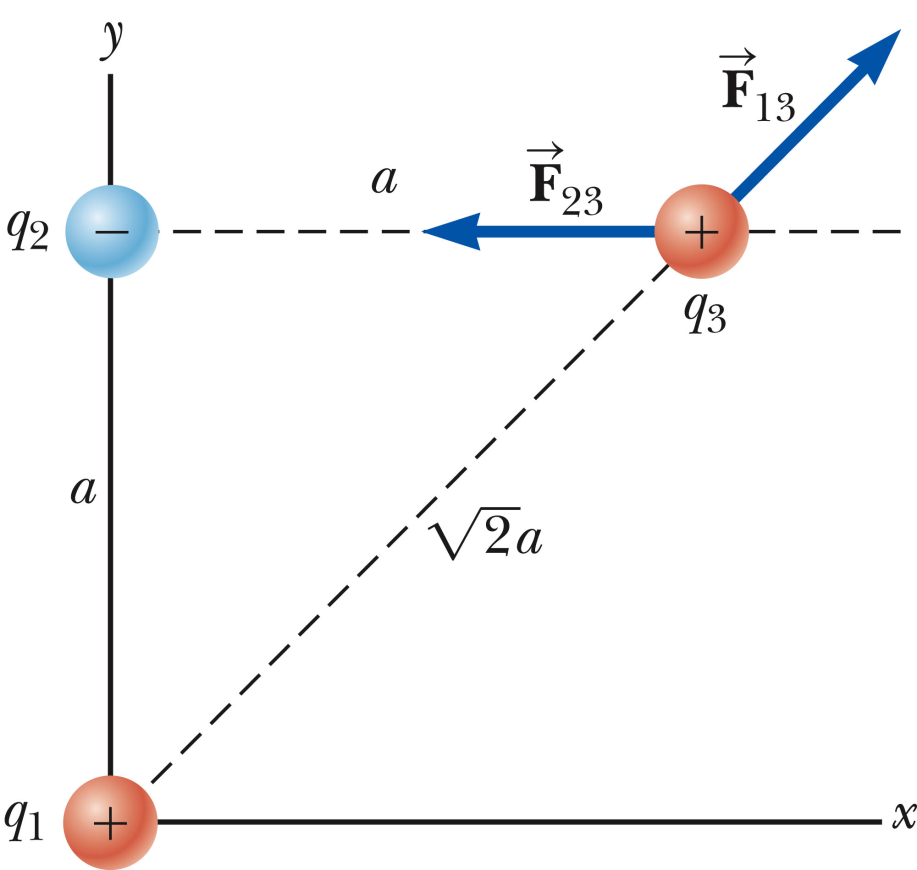 y
F⃗₁₃
a
F⃗₂₃
q₂
−
+
q₃
a
√2a
q₁
+
x